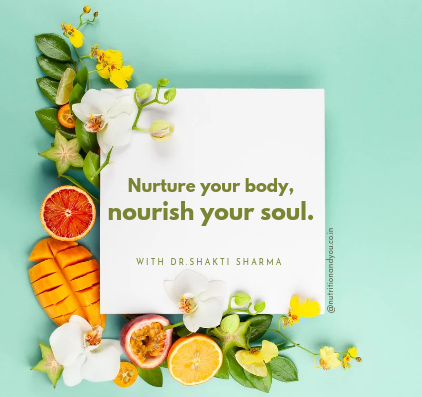 Nurture your body,
nourish your soul.
WITH DR.SHAKTI SHARMA
@nutritionandyou.co.in